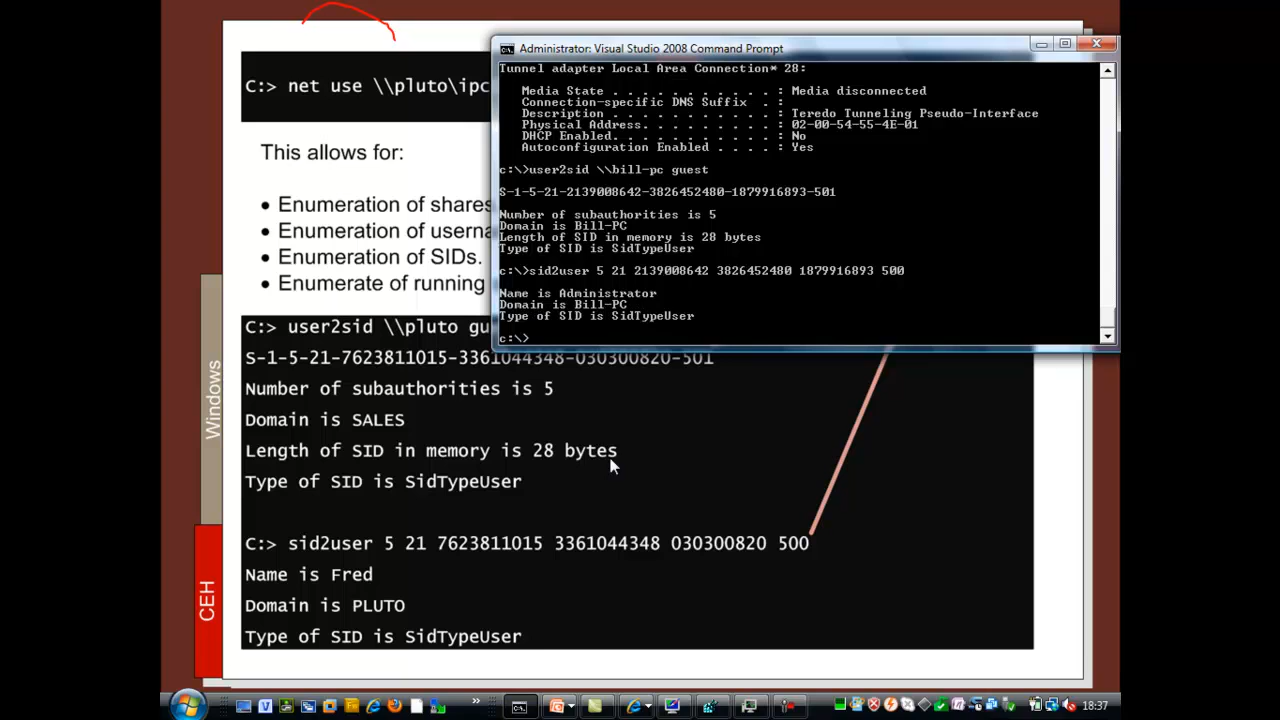 C:> net use \\pluto\ipc
This allows for:
• Enumeration of shares
• Enumeration of userna
• Enumeration of SIDs.
• Enumerate of running
C:> user2sid \\pluto gu
S-1-5-21-7623811015-3361044348-030300820-501
Number of subauthorities is 5
Domain is SALES
Length of SID in memory is 28 bytes
Type of SID is SidTypeUser
C:> sid2user 5 21 7623811015 3361044348 030300820 500
Name is Fred
Domain is PLUTO
Type of SID is SidTypeUser
Windows
CEH
Administrator: Visual Studio 2008 Command Prompt
Tunnel adapter Local Area Connection* 28:
Media State . . . . . . . . . . . : Media disconnected
Connection-specific DNS Suffix . :
Description . . . . . . . . . . . : Teredo Tunneling Pseudo-Interface
Physical Address. . . . . . . . . : 02-00-54-55-4E-01
DHCP Enabled. . . . . . . . . . . : No
Autoconfiguration Enabled . . . . : Yes
c:\>user2sid \\bill-pc guest
S-1-5-21-2139008642-3826452480-1879916893-501
Number of subauthorities is 5
Domain is Bill-PC
Length of SID in memory is 28 bytes
Type of SID is SidTypeUser
c:\>sid2user 5 21 2139008642 3826452480 1879916893 500
Name is Administrator
Domain is Bill-PC
Type of SID is SidTypeUser
c:\>
18:37